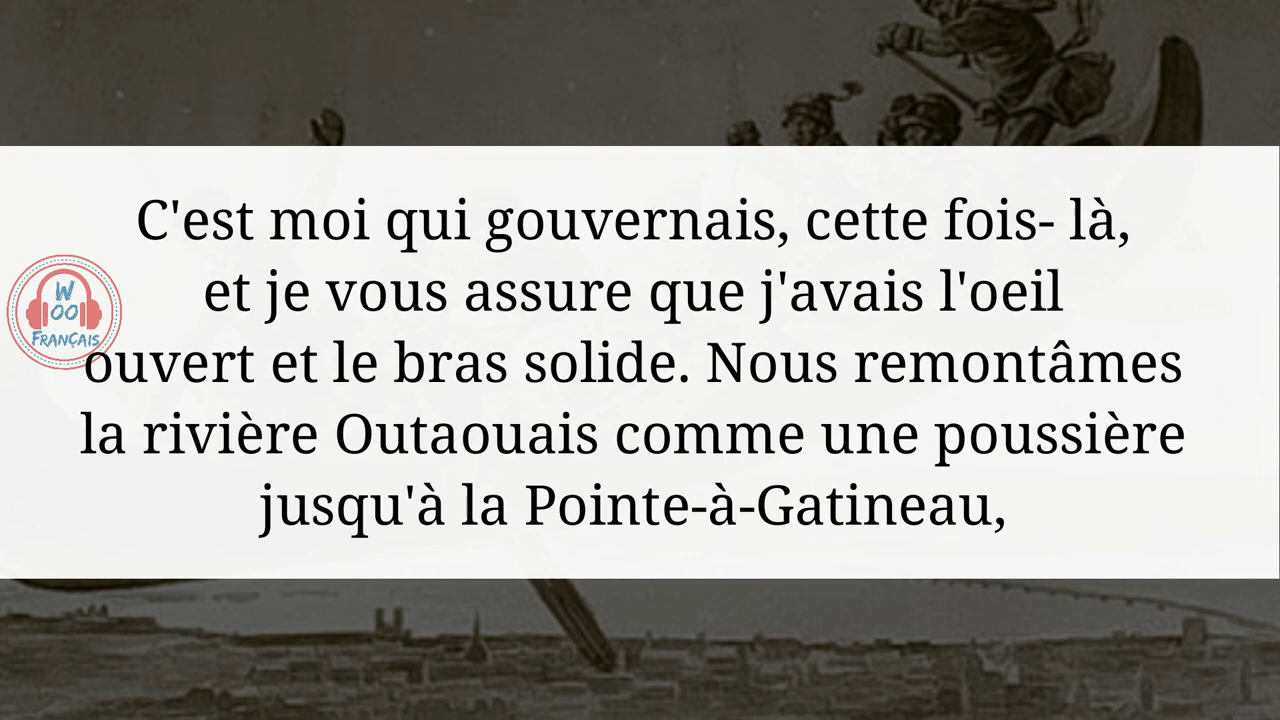 C'est moi qui gouvernais, cette fois- là,
et je vous assure que j'avais l'oeil
ouvert et le bras solide. Nous remontâmes
la rivière Outaouais comme une poussière
jusqu'à la Pointe-à-Gatineau,
W
OO
FRANÇAIS